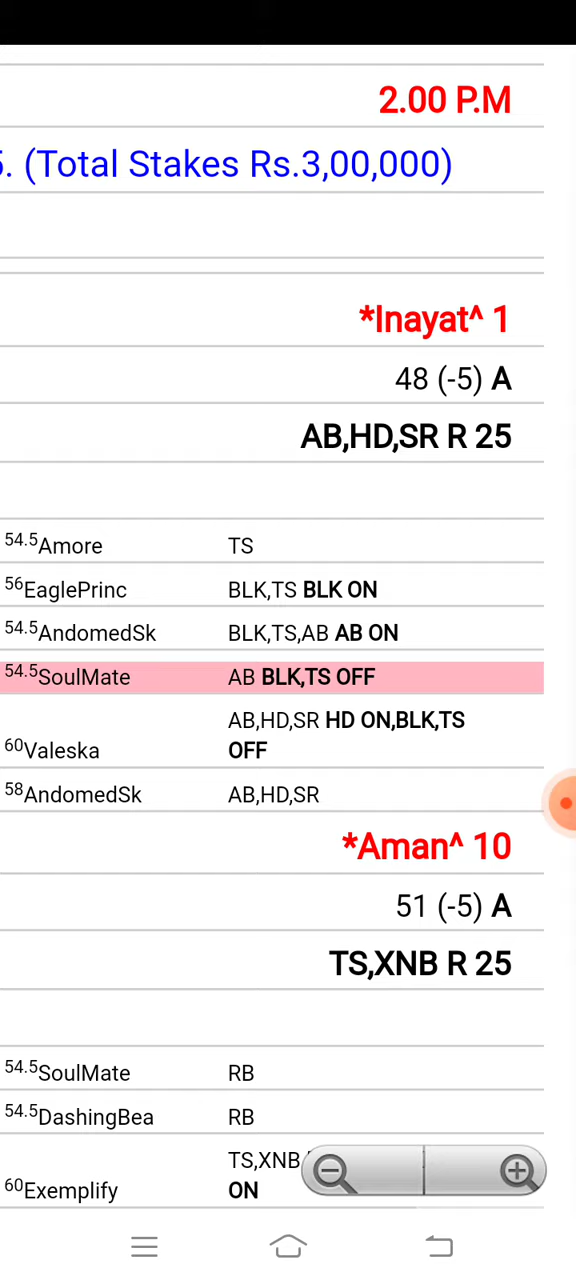 2.00 P.M
5. (Total Stakes Rs.3,00,000)
*Inayat^ 1
48 (-5) A
AB,HD,SR R 25
54.5Amore TS
56EaglePrinc BLK,TS BLK ON
54.5AndomedSk BLK,TS,AB AB ON
54.5SoulMate AB BLK,TS OFF
AB,HD,SR HD ON,BLK,TS
60Valeska OFF
58AndomedSk AB,HD,SR
*Aman^ 10
51 (-5) A
TS,XNB R 25
54.5SoulMate RB
54.5DashingBea RB
TS,XNB
60Exemplify ON